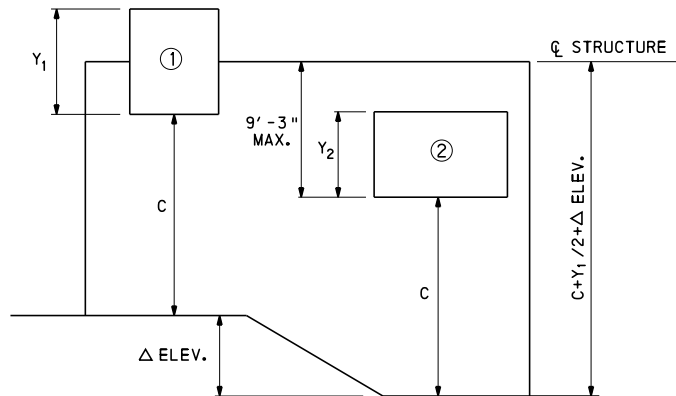 Y1
①
℄ STRUCTURE
9'-3"
MAX.
Y2
②
C
C
C+Y1/2+△ ELEV.
△ ELEV.